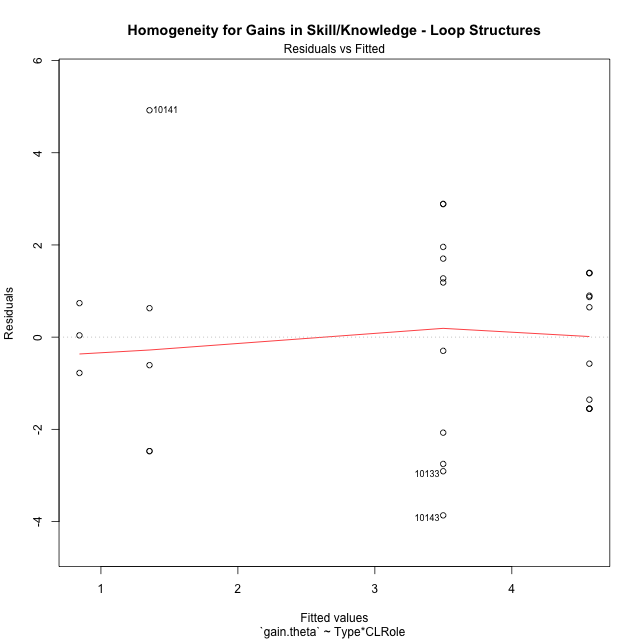 Homogeneity for Gains in Skill/Knowledge - Loop Structures
Residuals vs Fitted
6
4
2
0
-2
-4
Residuals
10141
10133
10143
1
2
3
4
Fitted values
`gain.theta` ~ Type*CLRole